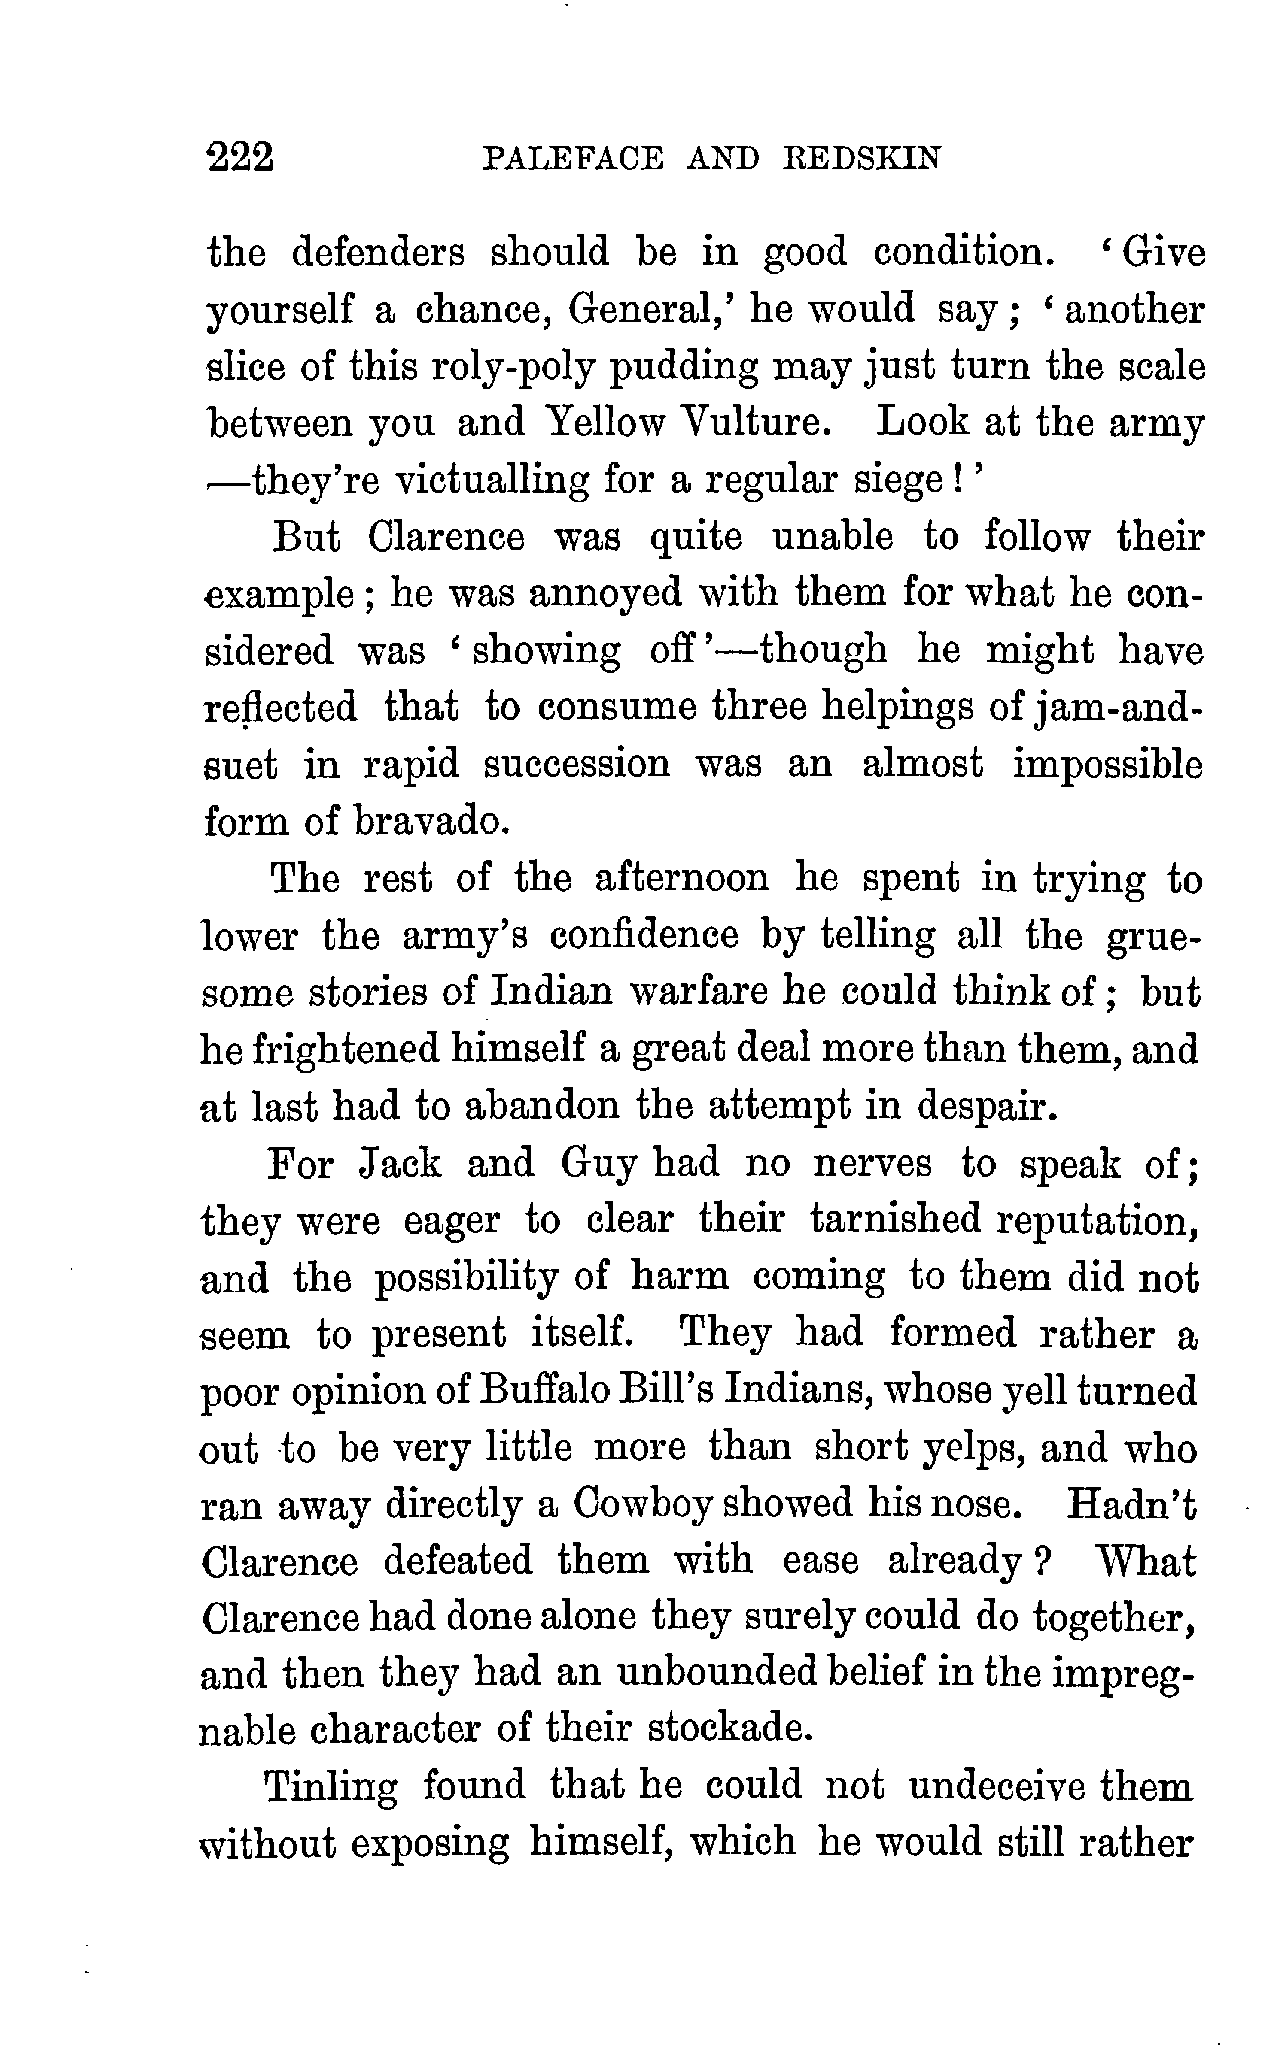 222 PALEFACE AND REDSKIN
the defenders should be in good condition. ‘Give
yourself a chance, General,’ he would say; ‘another
slice of this roly-poly pudding may just turn the scale
between you and Yellow Vulture. Look at the army
—they’re victualling for a regular siege!’
But Clarence was quite unable to follow their
example; he was annoyed with them for what he con-
sidered was ‘showing off’—though he might have
reflected that to consume three helpings of jam-and-
suet in rapid succession was an almost impossible
form of bravado.
The rest of the afternoon he spent in trying to
lower the army’s confidence by telling all the grue-
some stories of Indian warfare he could think of; but
he frightened himself a great deal more than them, and
at last had to abandon the attempt in despair.
For Jack and Guy had no nerves to speak of;
they were eager to clear their tarnished reputation,
and the possibility of harm coming to them did not
seem to present itself. They had formed rather a
poor opinion of Buffalo Bill’s Indians, whose yell turned
out to be very little more than short yelps, and who
ran away directly a Cowboy showed his nose. Hadn’t
Clarence defeated them with ease already? What
Clarence had done alone they surely could do together,
and then they had an unbounded belief in the impreg-
nable character of their stockade.
Tinling found that he could not undeceive them
without exposing himself, which he would still rather